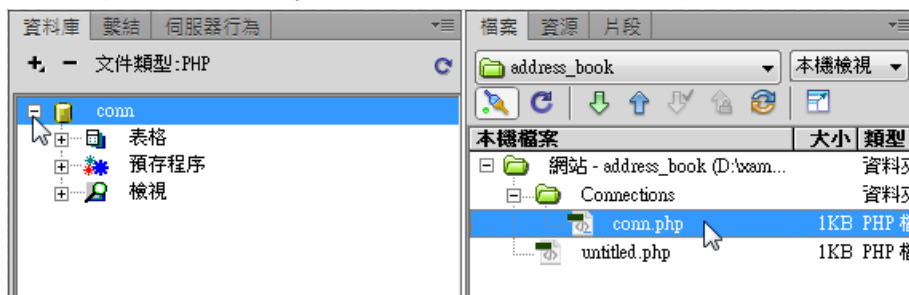 資料庫 繫結 伺服器行為
文件類型:PHP
conn
表格
預存程序
檢視
檔案 資源 片段
address_book 本機檢視
本機檔案 大小 類型
網站 - address_book (D:\xam... 資料夾
Connections 資料夾
conn.php 1KB PHP 檔
untitled.php 1KB PHP 檔